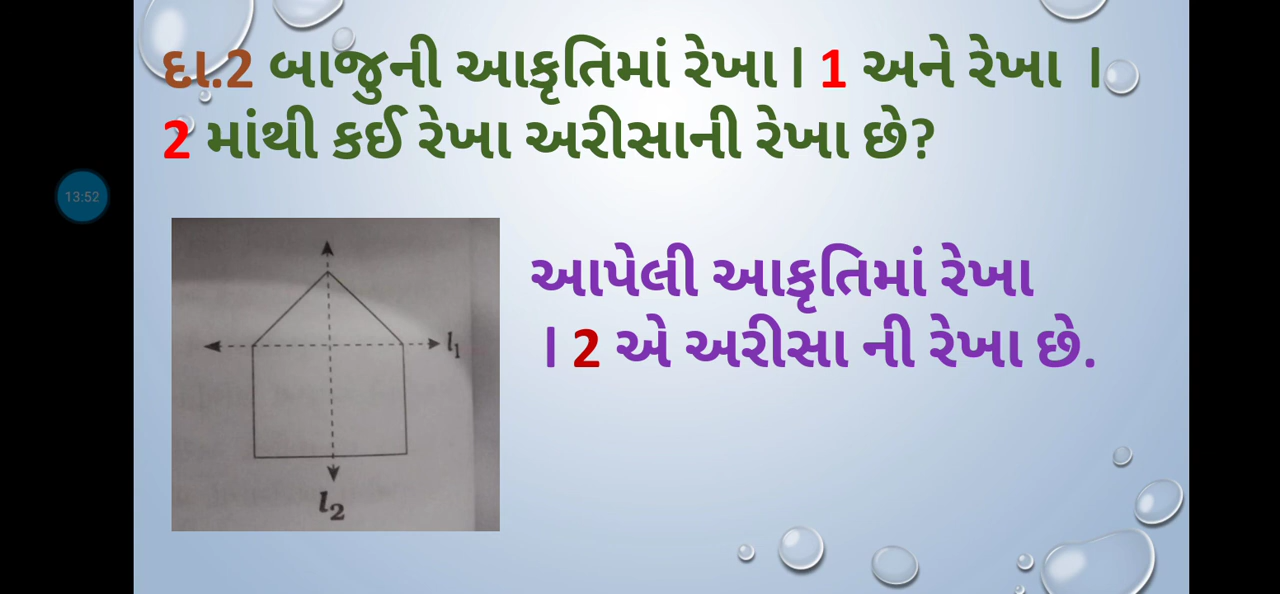 દા.2 બાજુની આકૃતિમાં રેખા l 1 અને રેખા l
2 માંથી કઈ રેખા અરીસાની રેખા છે?
13:52
આપેલી આકૃતિમાં રેખા
l 2 એ અરીસા ની રેખા છે.
l₁
l₂